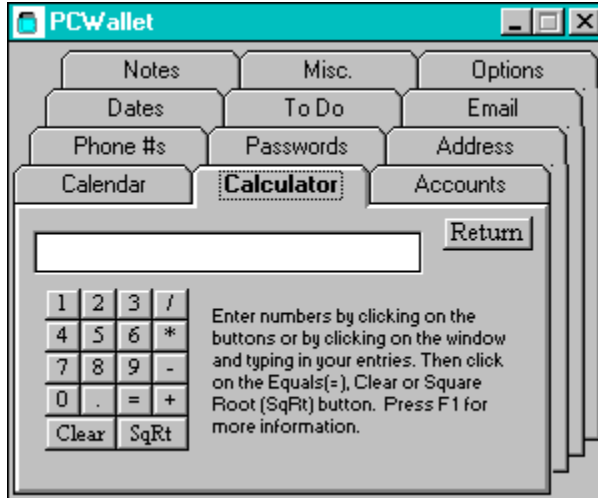 PCWallet
Notes Misc. Options
Dates To Do Email
Phone #s Passwords Address
Calendar Calculator Accounts
Return
1 2 3 /
4 5 6 *
7 8 9 -
0 . = +
Clear SqRt
Enter numbers by clicking on the
buttons or by clicking on the window
and typing in your entries. Then click
on the Equals(=), Clear or Square
Root (SqRt) button. Press F1 for
more information.